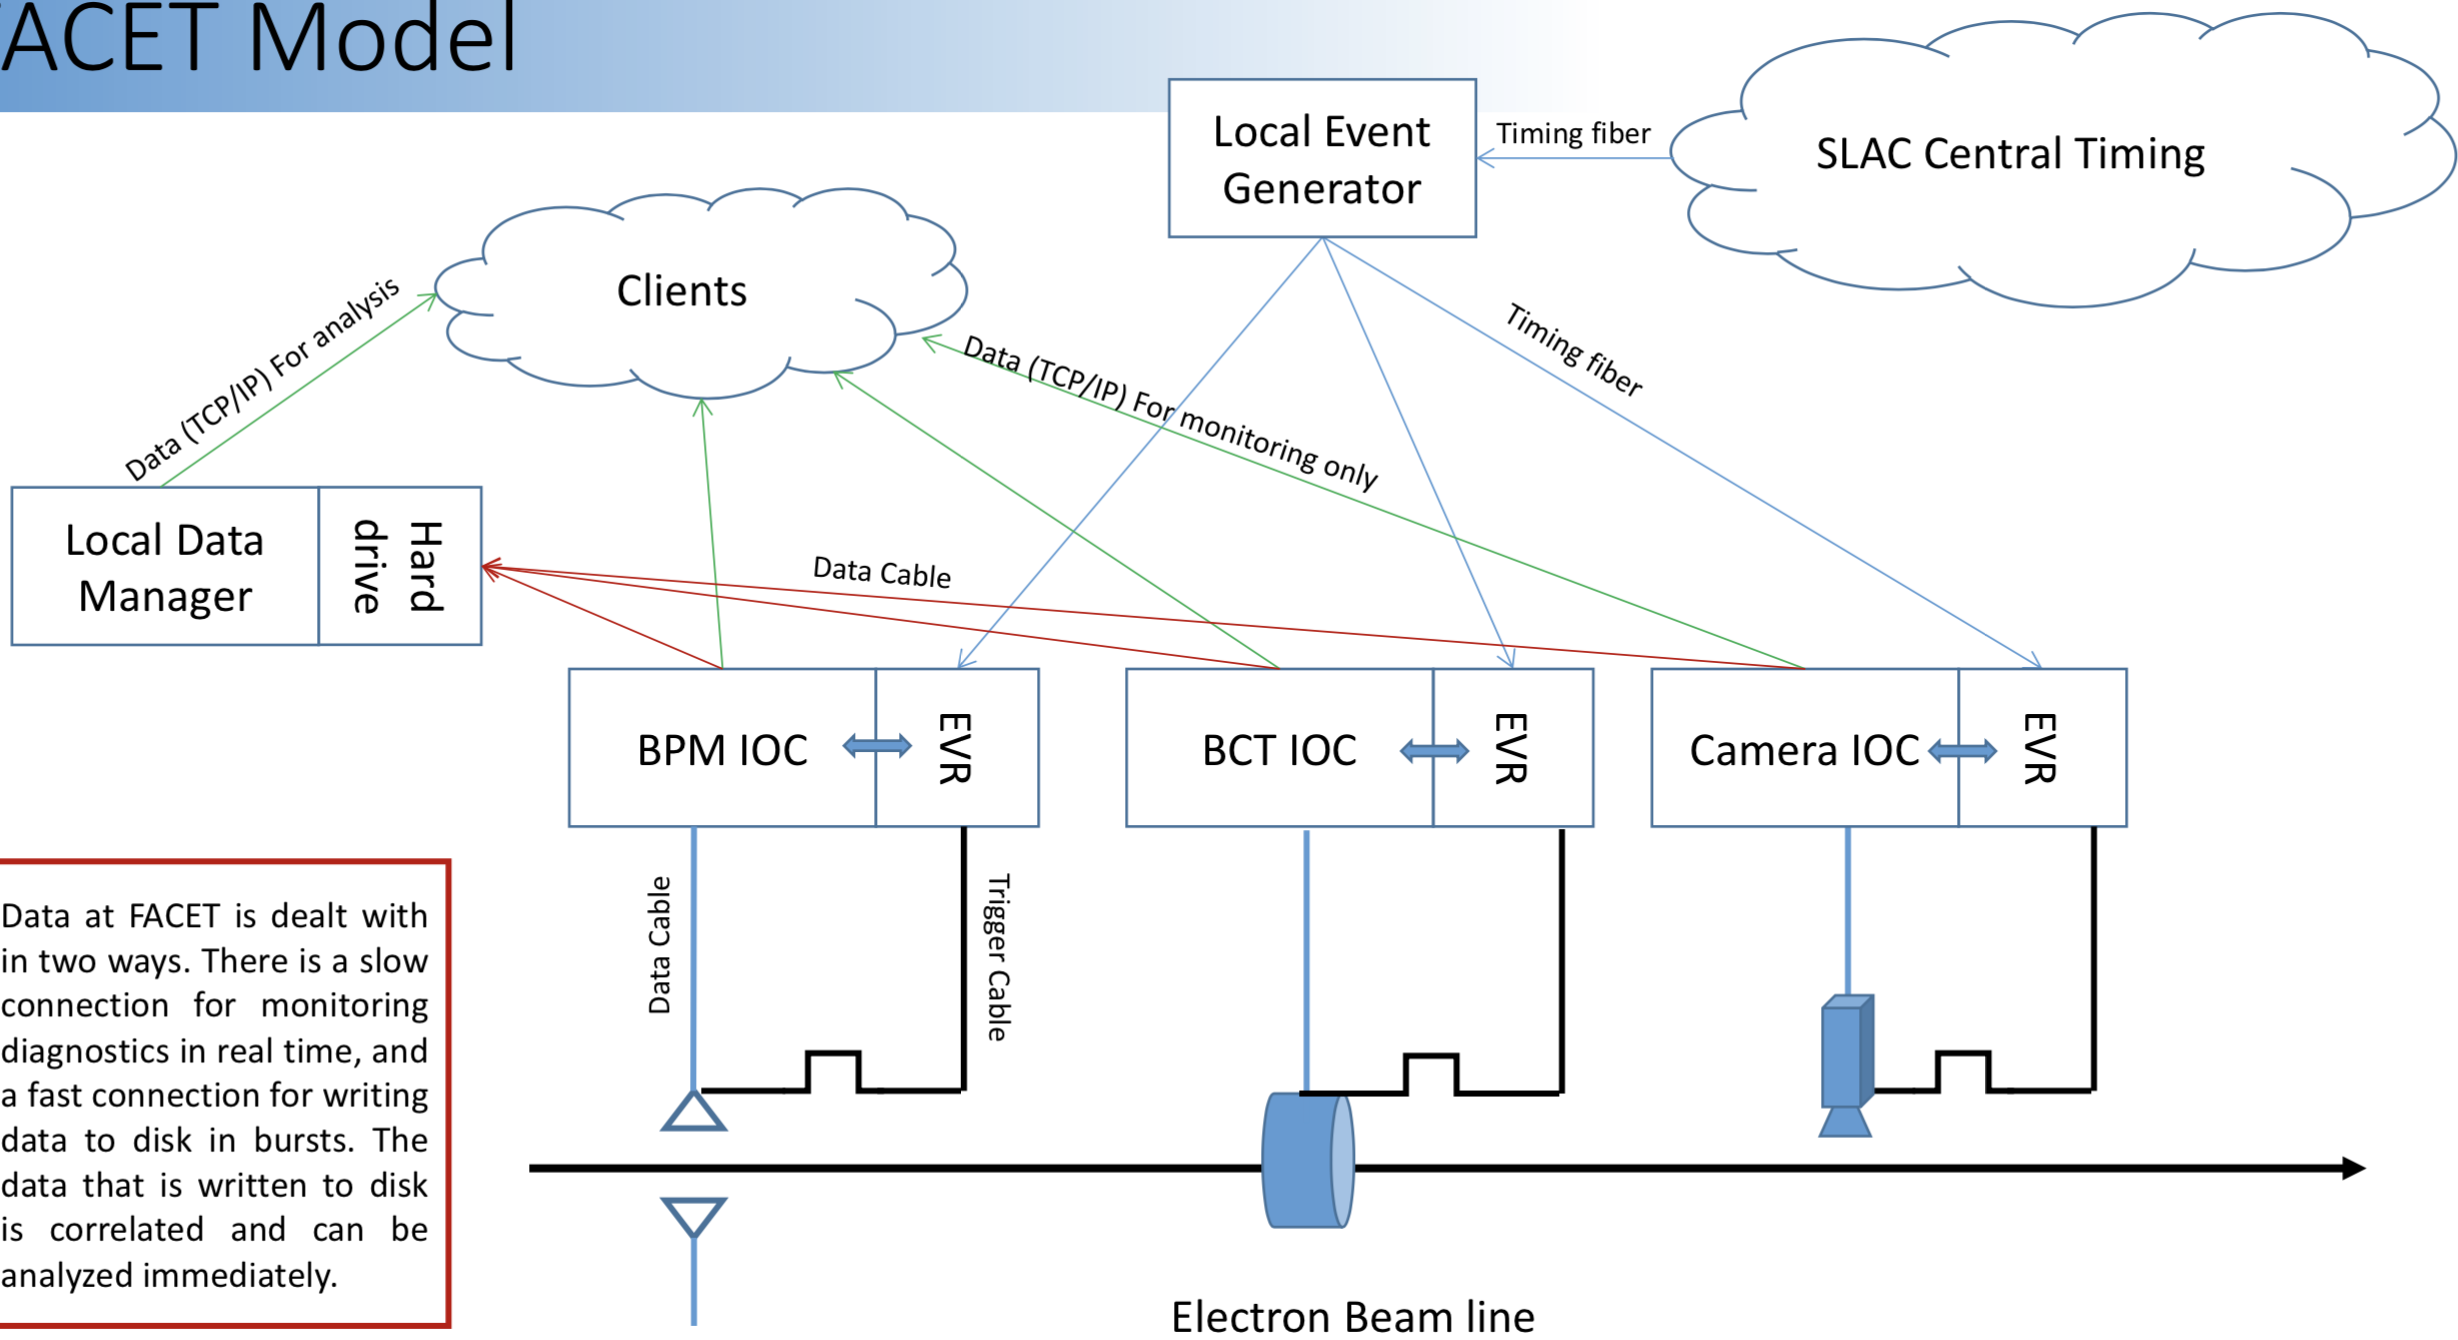 ACET Model
Local Event
Generator
Timing fiber
SLAC Central Timing
Clients
Data (TCP/IP) For analysis
Data (TCP/IP) For monitoring only
Timing fiber
Local Data
Manager
Hard
drive
Data Cable
BPM IOC
EVR
BCT IOC
EVR
Camera IOC
EVR
Data Cable
Trigger Cable
Data at FACET is dealt with
in two ways. There is a slow
connection for monitoring
diagnostics in real time, and
a fast connection for writing
data to disk in bursts. The
data that is written to disk
is correlated and can be
analyzed immediately.
Electron Beam line